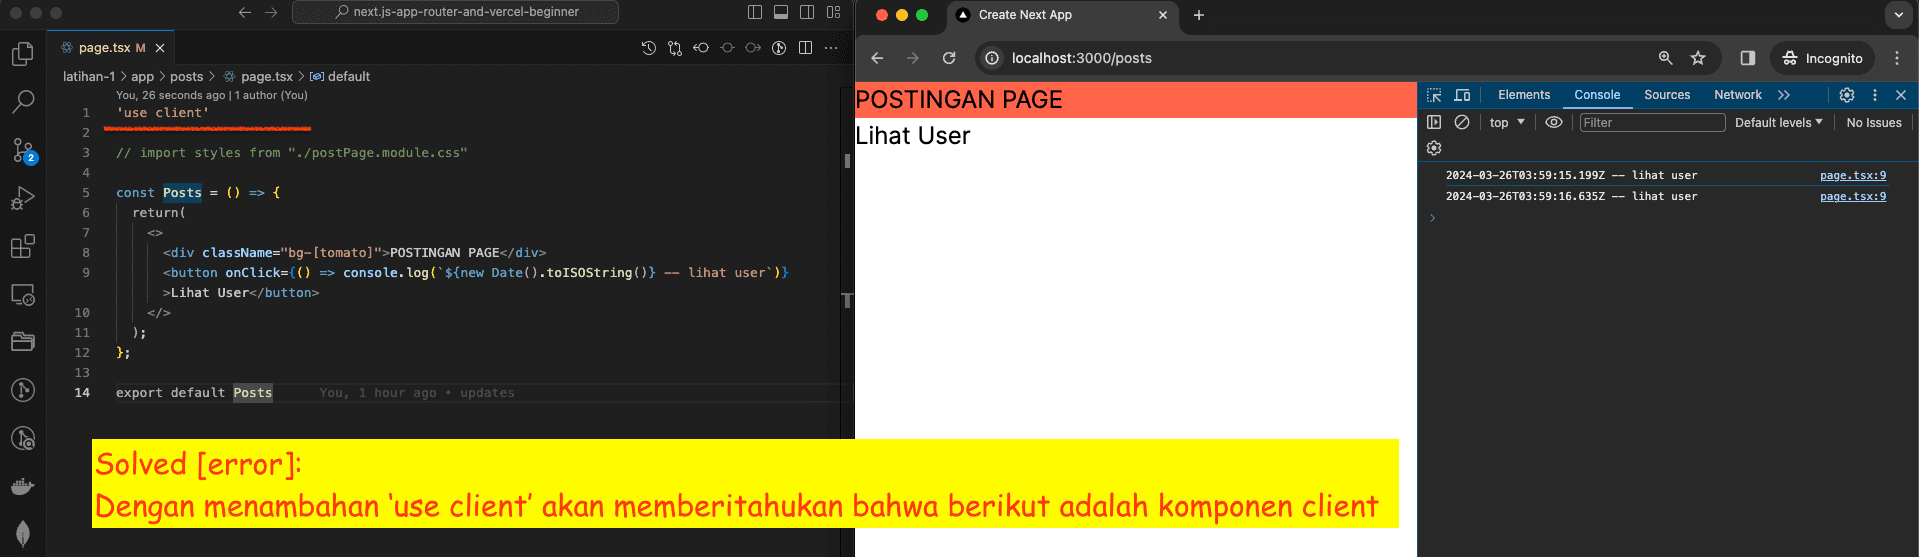 next.js-app-router-and-vercel-beginner
page.tsx M
latihan-1 > app > posts > page.tsx > default
You, 26 seconds ago | 1 author (You)
1 'use client'
2
3 // import styles from "./postPage.module.css"
4
5 const Posts = () => {
6 return(
7 <>
8 <div className="bg-[tomato]">POSTINGAN PAGE</div>
9 <button onClick={() => console.log(`${new Date().toISOString()} -- lihat user`)}
>Lihat User</button>
10 </>
11 );
12 };
13
14 export default Posts You, 1 hour ago • updates
2
Create Next App
localhost:3000/posts
Incognito
POSTINGAN PAGE
Lihat User
Elements Console Sources Network
top Filter Default levels No Issues
2024-03-26T03:59:15.199Z -- lihat user page.tsx:9
2024-03-26T03:59:16.635Z -- lihat user page.tsx:9
Solved [error]:
Dengan menambahan 'use client' akan memberitahukan bahwa berikut adalah komponen client